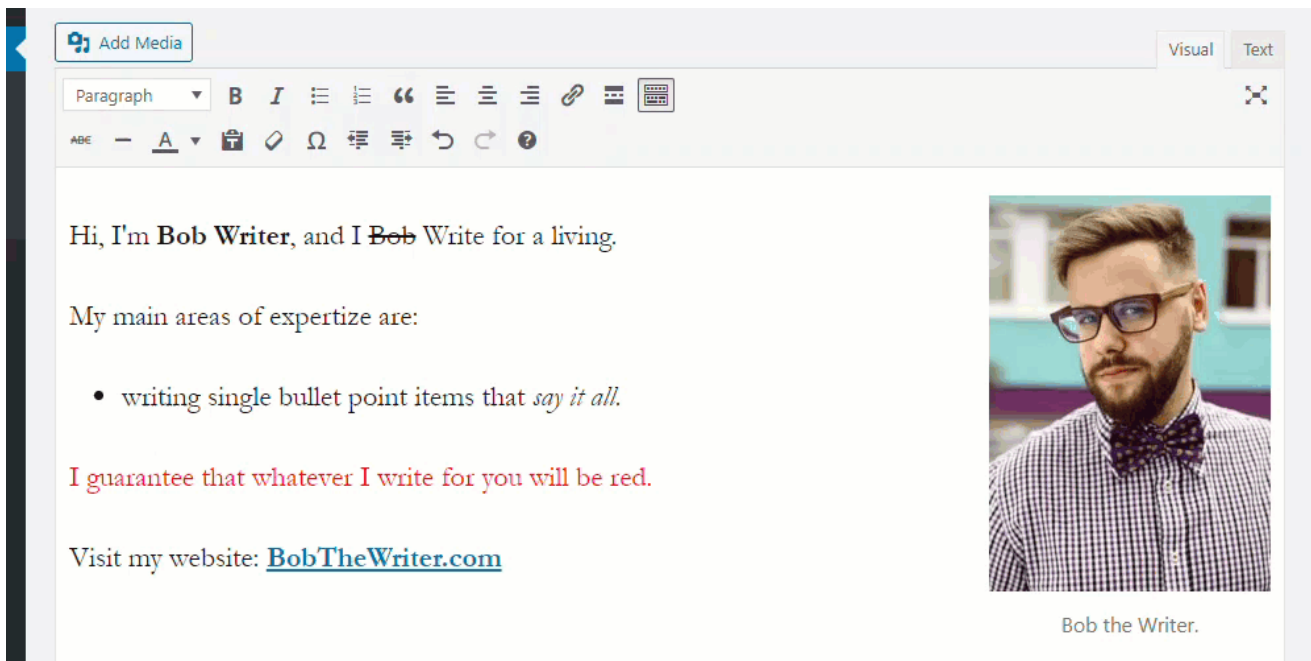 Add Media
Visual Text
Paragraph B I
ABC A Ω
Hi, I'm Bob Writer, and I Bob Write for a living.
My main areas of expertize are:
• writing single bullet point items that say it all.
I guarantee that whatever I write for you will be red.
Visit my website: BobTheWriter.com
Bob the Writer.